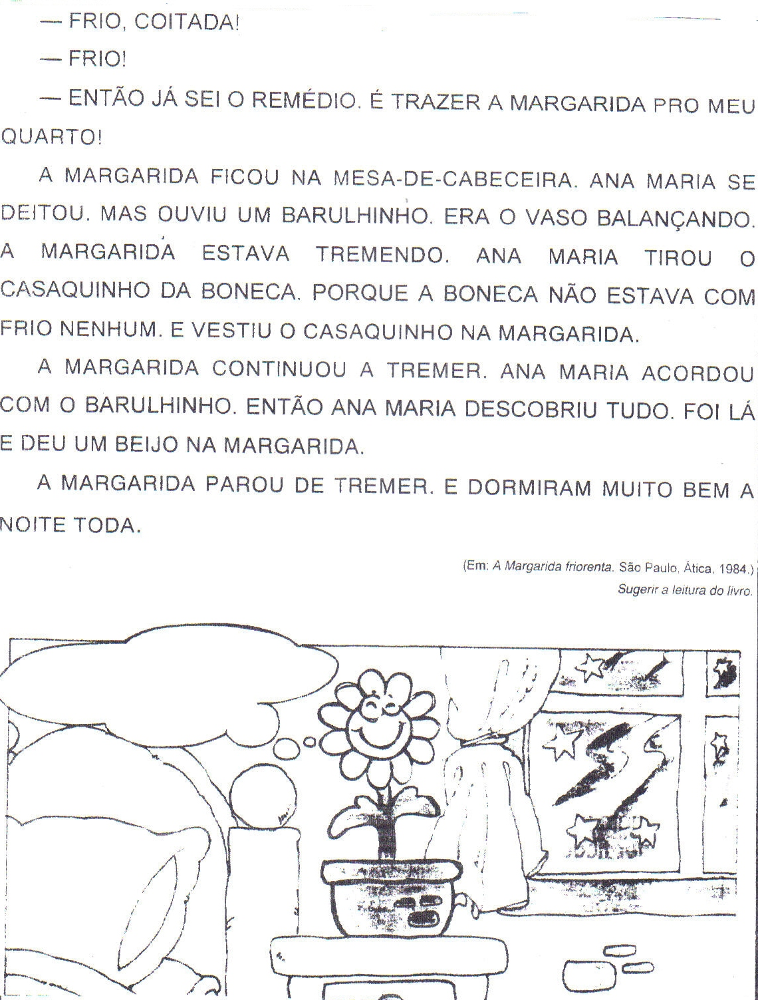 — FRIO, COITADA!
— FRIO!
— ENTÃO JÁ SEI O REMÉDIO. É TRAZER A MARGARIDA PRO MEU
QUARTO!
A MARGARIDA FICOU NA MESA-DE-CABECEIRA. ANA MARIA SE
DEITOU. MAS OUVIU UM BARULHINHO. ERA O VASO BALANÇANDO.
A MARGARIDA ESTAVA TREMENDO. ANA MARIA TIROU O
CASAQUINHO DA BONECA. PORQUE A BONECA NÃO ESTAVA COM
FRIO NENHUM. E VESTIU O CASAQUINHO NA MARGARIDA.
A MARGARIDA CONTINUOU A TREMER. ANA MARIA ACORDOU
COM O BARULHINHO. ENTÃO ANA MARIA DESCOBRIU TUDO. FOI LÁ
E DEU UM BEIJO NA MARGARIDA.
A MARGARIDA PAROU DE TREMER. E DORMIRAM MUITO BEM A
NOITE TODA.
(Em: A Margarida friorenta. São Paulo, Ática, 1984.)
Sugerir a leitura do livro.